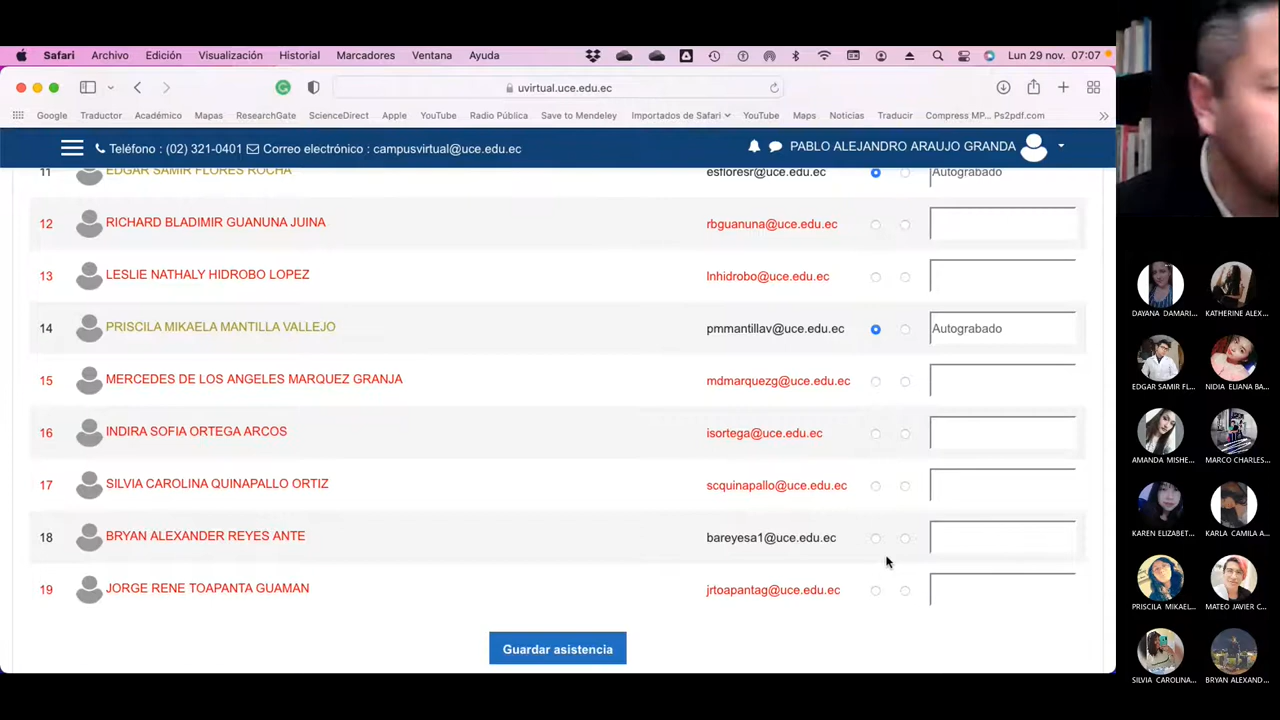 Safari Archivo Edición Visualización Historial Marcadores Ventana Ayuda Lun 29 nov. 07:07
uvirtual.uce.edu.ec
Google Traductor Académico Mapas ResearchGate ScienceDirect Apple YouTube Radio Pública Save to Mendeley Importados de Safari YouTube Maps Noticias Traducir Compress MP... Ps2pdf.com
Teléfono : (02) 321-0401 Correo electrónico : campusvirtual@uce.edu.ec PABLO ALEJANDRO ARAUJO GRANDA
11 EDGAR SAMIR FLORES ROCHA esfloresr@uce.edu.ec Autograbado
12 RICHARD BLADIMIR GUANUNA JUINA rbguanuna@uce.edu.ec
13 LESLIE NATHALY HIDROBO LOPEZ lnhidrobo@uce.edu.ec
14 PRISCILA MIKAELA MANTILLA VALLEJO pmmantillav@uce.edu.ec Autograbado
15 MERCEDES DE LOS ANGELES MARQUEZ GRANJA mdmarquezg@uce.edu.ec
16 INDIRA SOFIA ORTEGA ARCOS isortega@uce.edu.ec
17 SILVIA CAROLINA QUINAPALLO ORTIZ scquinapallo@uce.edu.ec
18 BRYAN ALEXANDER REYES ANTE bareyesa1@uce.edu.ec
19 JORGE RENE TOAPANTA GUAMAN jrtoapantag@uce.edu.ec
Guardar asistencia
DAYANA DAMARI... KATHERINE ALEX...
EDGAR SAMIR FL... NIDIA ELIANA BA...
AMANDA MISHE... MARCO CHARLES...
KAREN ELIZABET... KARLA CAMILA A...
PRISCILA MIKAEL... MATEO JAVIER C...
SILVIA CAROLINA... BRYAN ALEXAND...